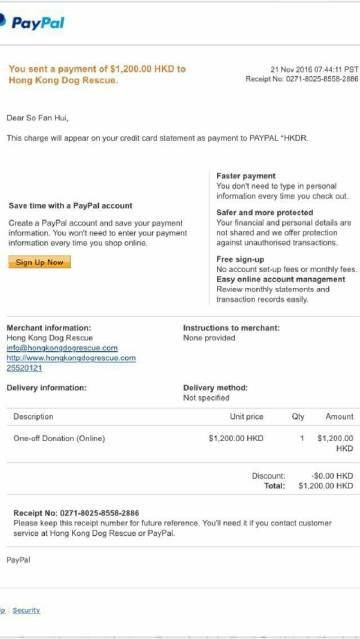 PayPal
You sent a payment of $1,200.00 HKD to
Hong Kong Dog Rescue.
21 Nov 2016 07:44:11 PST
Receipt No: 0271-8025-8558-2886
Dear So Fan Hui,
This charge will appear on your credit card statement as payment to PAYPAL *HKDR.
Save time with a PayPal account
Create a PayPal account and save your payment
information. You won't need to enter your payment
information every time you shop online.
Sign Up Now
Faster payment
You don't need to type in personal
information every time you check out.
Safer and more protected
Your financial and personal details are
not shared and we offer protection
against unauthorised transactions.
Free sign-up
No account set-up fees or monthly fees.
Easy online account management
Review monthly statements and
transaction records easily.
Merchant information:
Hong Kong Dog Rescue
info@hongkongdogrescue.com
http://www.hongkongdogrescue.com
25520121
Instructions to merchant:
None provided
Delivery information:
Delivery method:
Not specified
Description Unit price Qty Amount
One-off Donation (Online) $1,200.00 HKD 1 $1,200.00
HKD
Discount: -$0.00 HKD
Total: $1,200.00 HKD
Receipt No: 0271-8025-8558-2886
Please keep this receipt number for future reference. You'll need it if you contact customer
service at Hong Kong Dog Rescue or PayPal.
PayPal
Security